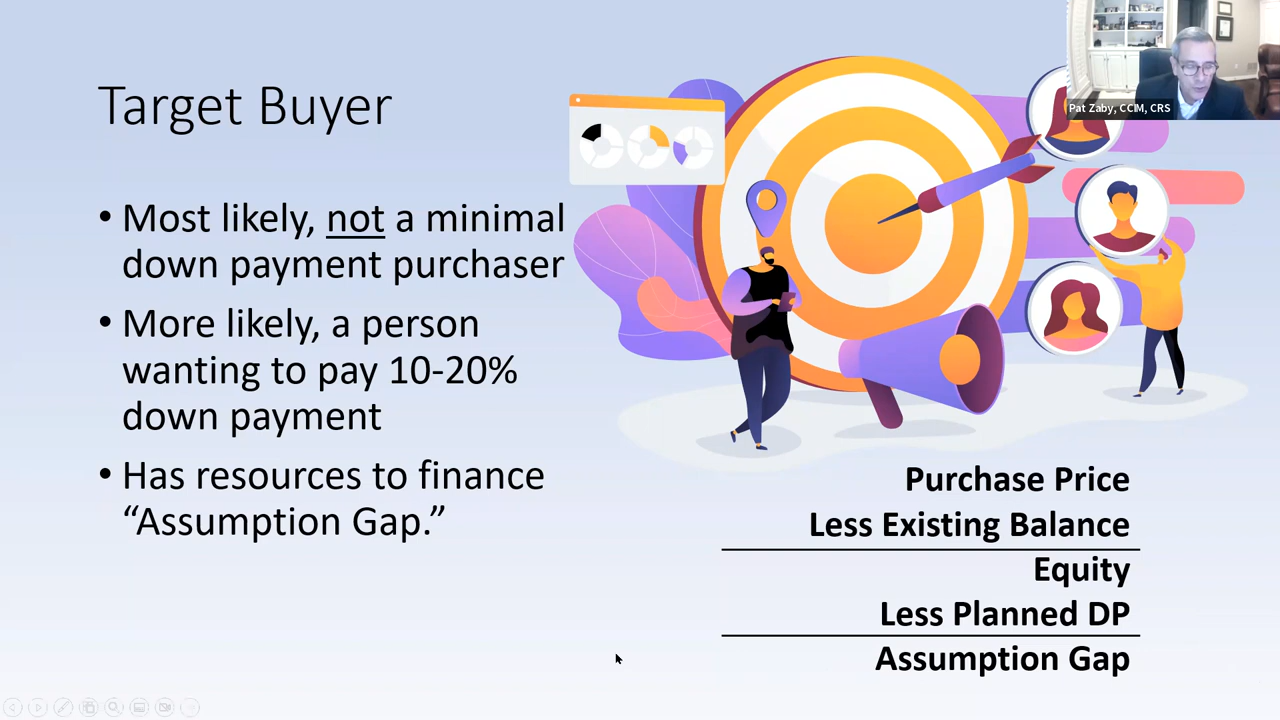 Target Buyer
• Most likely, not a minimal
down payment purchaser
• More likely, a person
wanting to pay 10-20%
down payment
• Has resources to finance
“Assumption Gap.”
Purchase Price
Less Existing Balance
Equity
Less Planned DP
Assumption Gap
Pat Zaby, CCIM, CRS